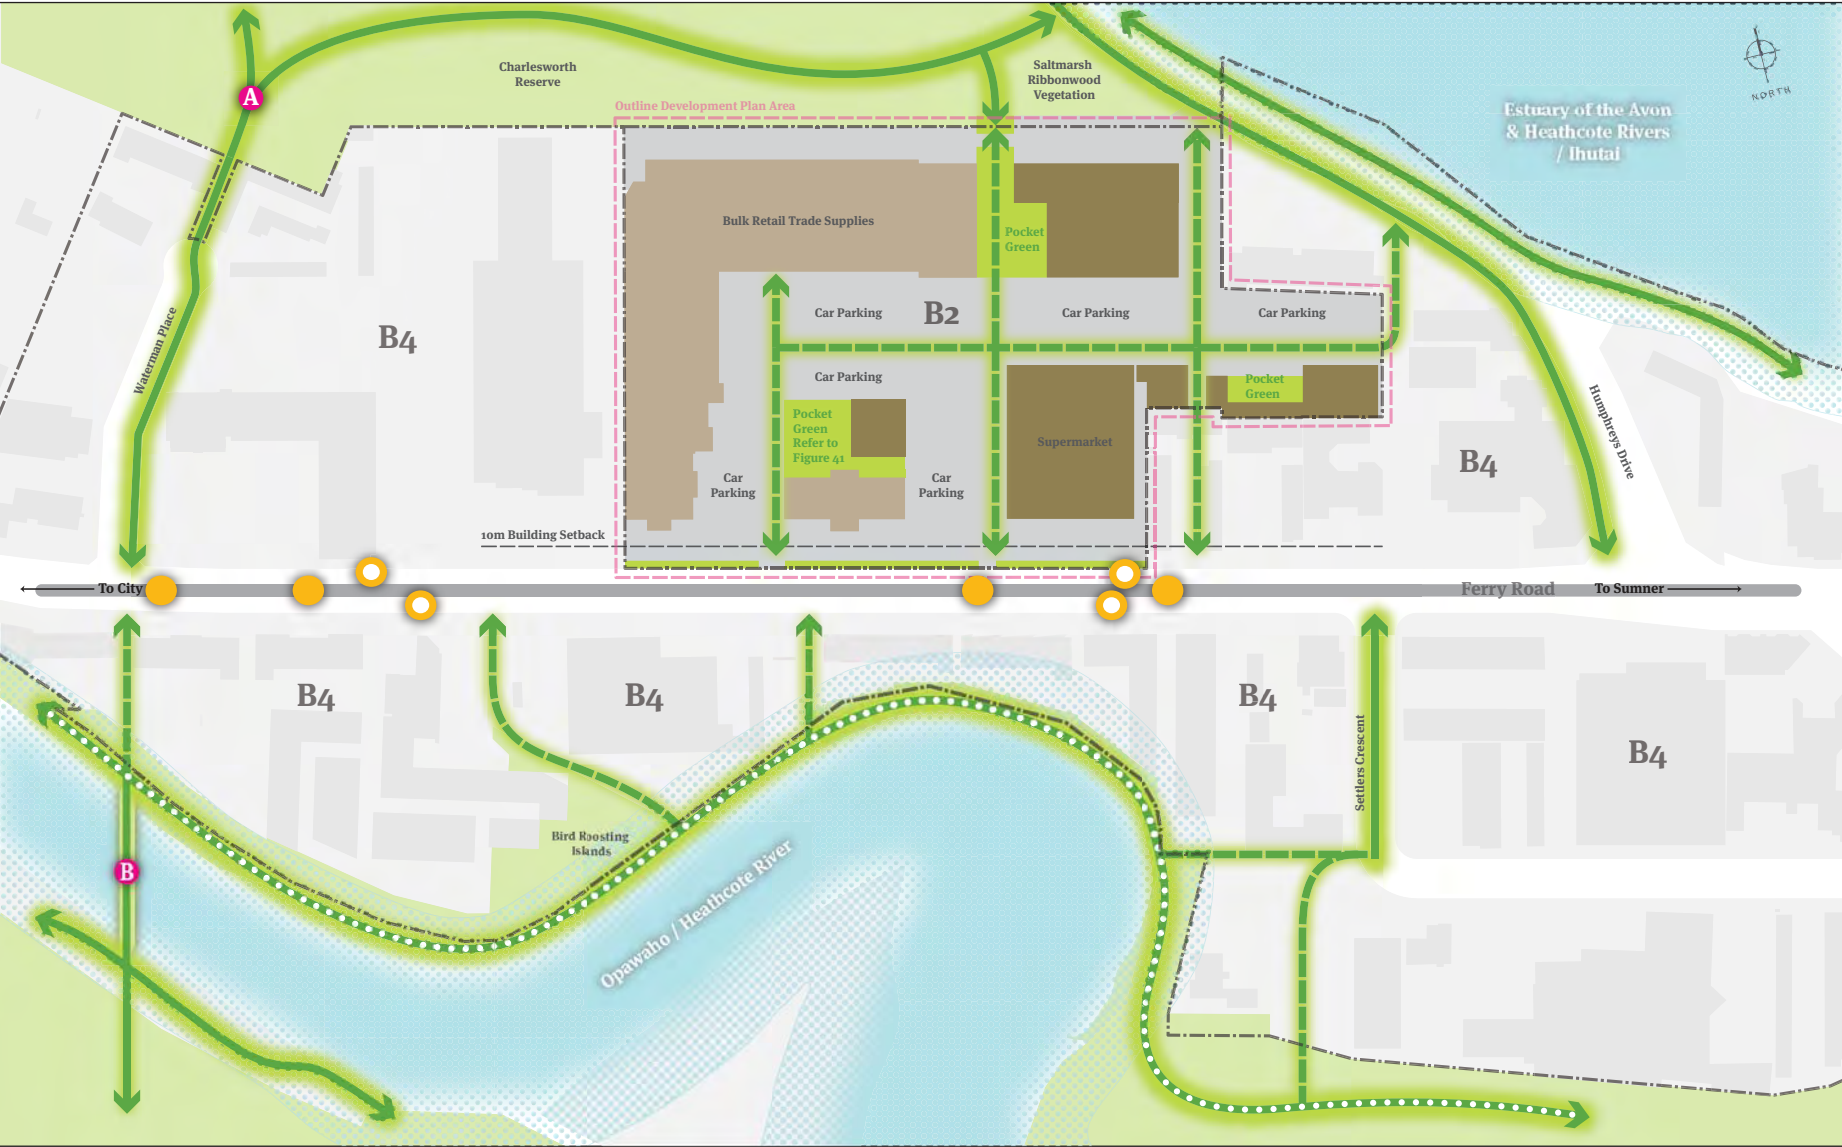 A
Charlesworth
Reserve
Saltmarsh
Ribbonwood
Vegetation
Outline Development Plan Area
NORTH
Estuary of the Avon
& Heathcote Rivers
/ Ihutai
Bulk Retail Trade Supplies
Pocket
Green
Waterman Place
B4
Car Parking
B2
Car Parking
Car Parking
Car Parking
Pocket
Green
Pocket
Green
Refer to
Figure 41
Supermarket
Car
Parking
Car
Parking
B4
Humphreys Drive
10m Building Setback
To City
Ferry Road
To Sumner
B4
B4
B4
Settlers Crescent
B4
Bird Roosting
Islands
B
Opawaho / Heathcote River